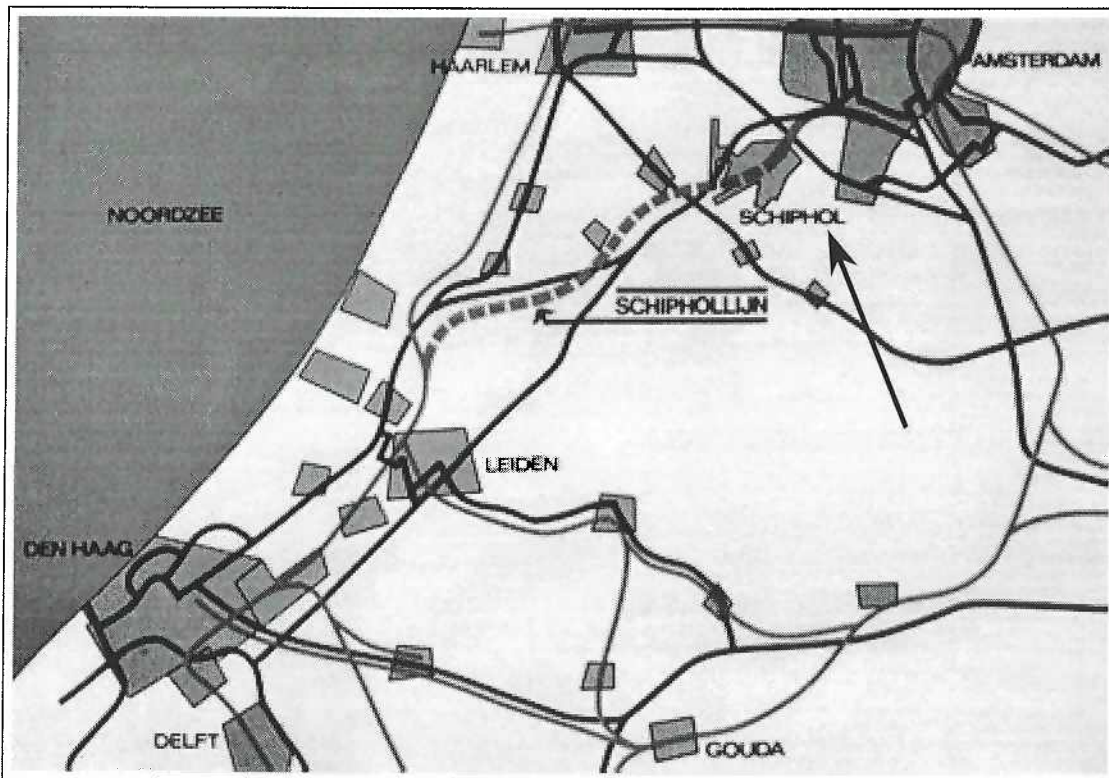 HAARLEM
AMSTERDAM
NOORDZEE
SCHIPHOL
SCHIPHOLLIJN
LEIDEN
DEN HAAG
DELFT
GOUDA